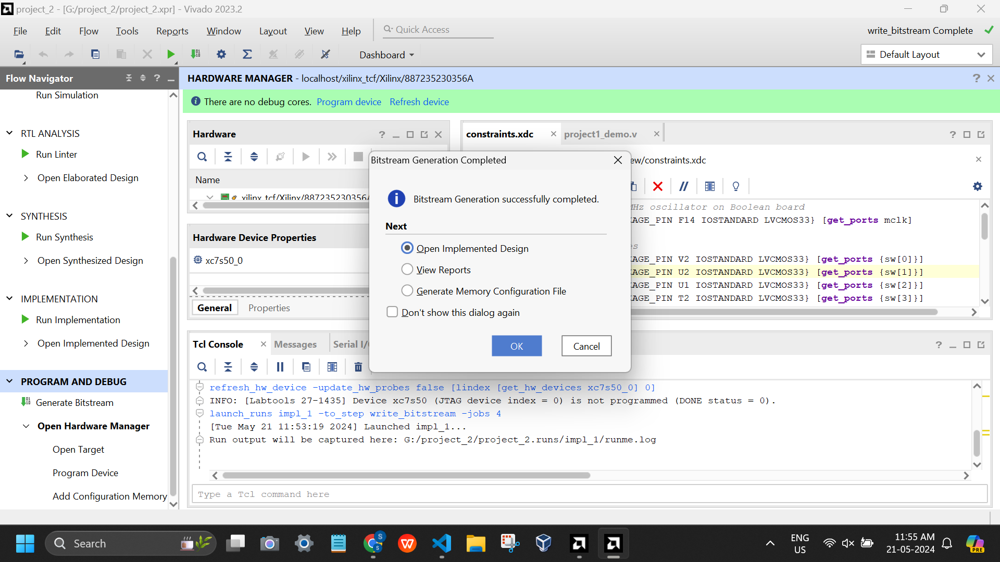 project_2 - [G:/project_2/project_2.xpr] - Vivado 2023.2
File Edit Flow Tools Reports Window Layout View Help Quick Access
write_bitstream Complete
Dashboard
Default Layout
Flow Navigator
HARDWARE MANAGER - localhost/xilinx_tcf/Xilinx/887235230356A
There are no debug cores. Program device Refresh device
Run Simulation
RTL ANALYSIS
Run Linter
Open Elaborated Design
SYNTHESIS
Run Synthesis
Open Synthesized Design
IMPLEMENTATION
Run Implementation
Open Implemented Design
PROGRAM AND DEBUG
Generate Bitstream
Open Hardware Manager
Open Target
Program Device
Add Configuration Memory
Hardware
Name
xilinx_tcf/Xilinx/887235230356A
Hardware Device Properties
xc7s50_0
General Properties
constraints.xdc project1_demo.v
ew/constraints.xdc
MHz oscillator on Boolean board
KAGE_PIN F14 IOSTANDARD LVCMOS33} [get_ports mclk]
es
KAGE_PIN V2 IOSTANDARD LVCMOS33} [get_ports {sw[0]}]
KAGE_PIN U2 IOSTANDARD LVCMOS33} [get_ports {sw[1]}]
KAGE_PIN U1 IOSTANDARD LVCMOS33} [get_ports {sw[2]}]
KAGE_PIN T2 IOSTANDARD LVCMOS33} [get_ports {sw[3]}]
Bitstream Generation Completed
Bitstream Generation successfully completed.
Next
Open Implemented Design
View Reports
Generate Memory Configuration File
Don't show this dialog again
OK
Cancel
Tcl Console Messages Serial I/
refresh_hw_device -update_hw_probes false [lindex [get_hw_devices xc7s50_0] 0]
INFO: [Labtools 27-1435] Device xc7s50 (JTAG device index = 0) is not programmed (DONE status = 0).
launch_runs impl_1 -to_step write_bitstream -jobs 4
[Tue May 21 11:53:19 2024] Launched impl_1...
Run output will be captured here: G:/project_2/project_2.runs/impl_1/runme.log
Type a Tcl command here
Search
ENG
US
11:55 AM
21-05-2024
PRE